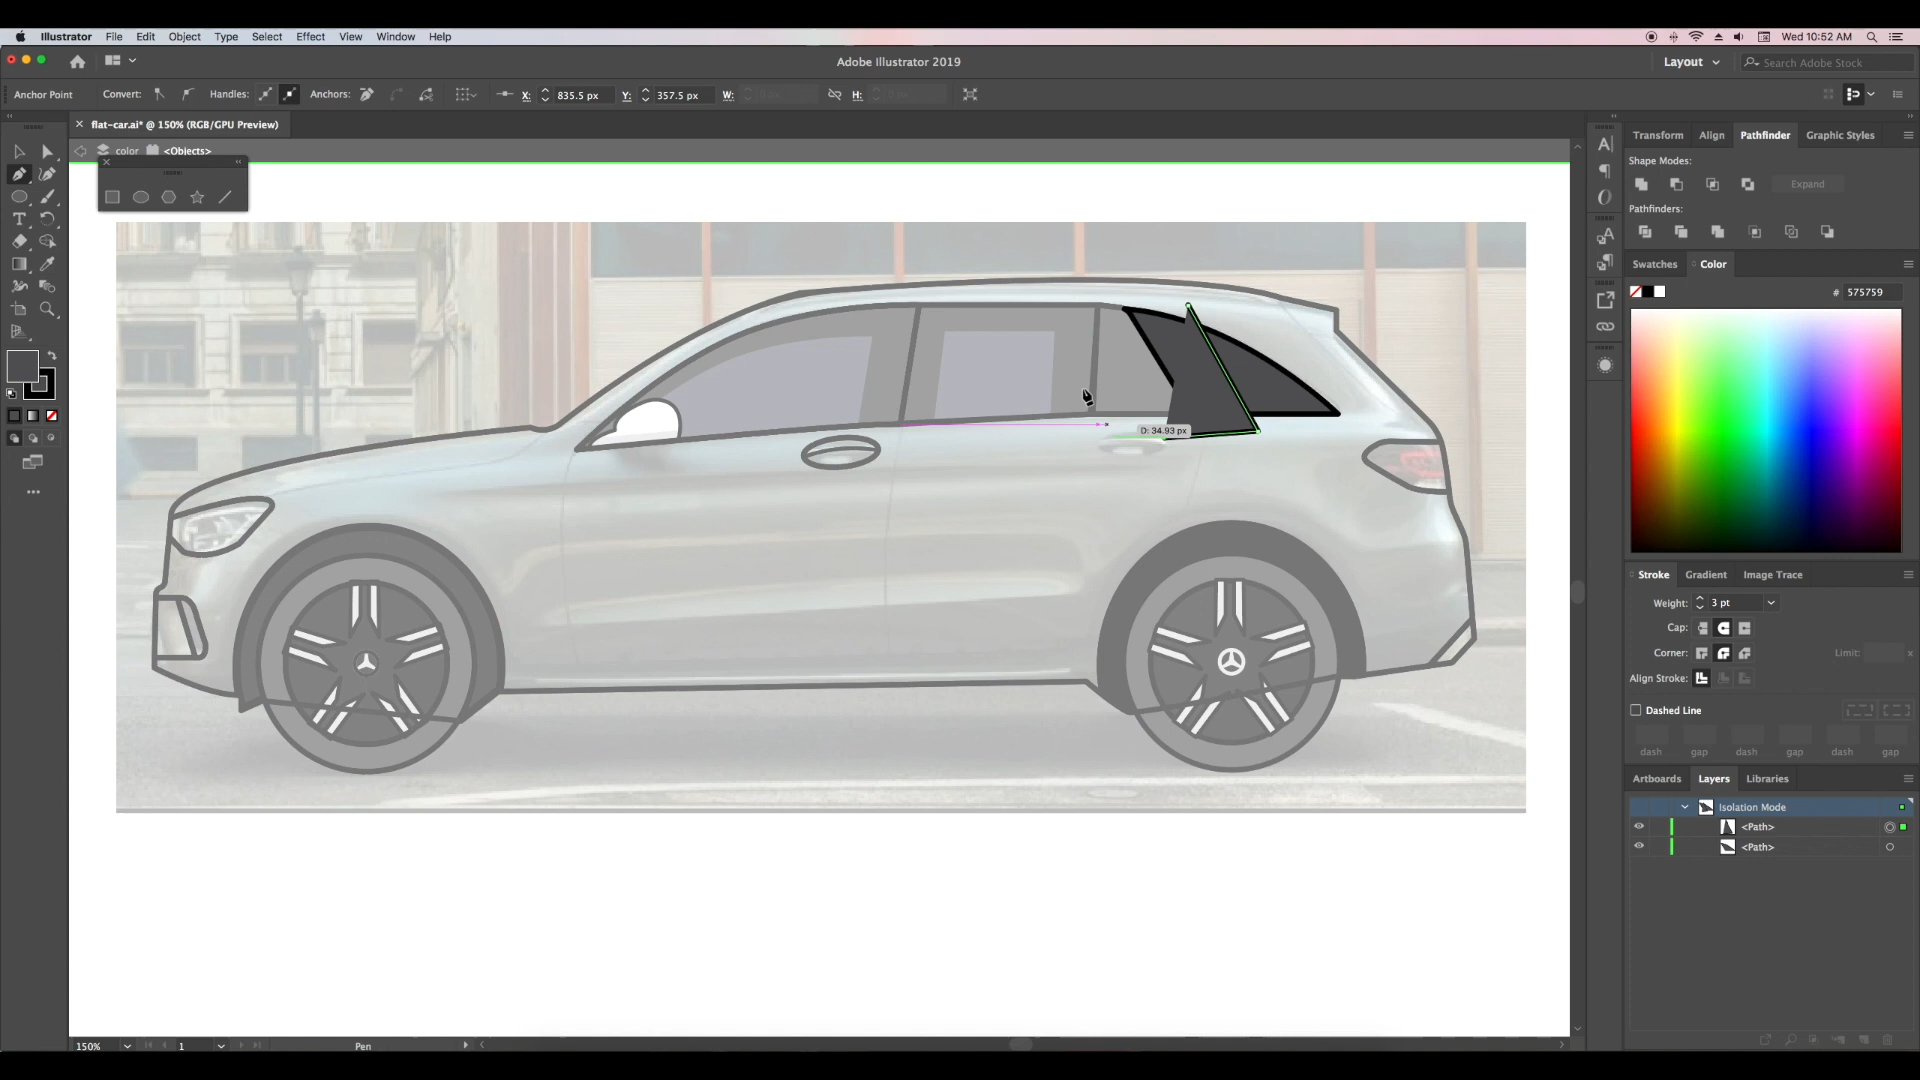 Illustrator File Edit Object Type Select Effect View Window Help
Wed 10:52 AM
Adobe Illustrator 2019
Layout
Search Adobe Stock
Anchor Point Convert: Handles: Anchors: X: 835.5 px Y: 357.5 px W: H:
flat-car.ai* @ 150% (RGB/GPU Preview)
color <Objects>
Transform Align Pathfinder Graphic Styles
Shape Modes:
Expand
Pathfinders:
Swatches Color
# 575759
D: 34.93 px
Stroke Gradient Image Trace
Weight: 3 pt
Cap:
Corner: Limit: x
Align Stroke:
Dashed Line
dash gap dash gap dash gap
Artboards Layers Libraries
Isolation Mode
<Path>
<Path>
150% 1 Pen